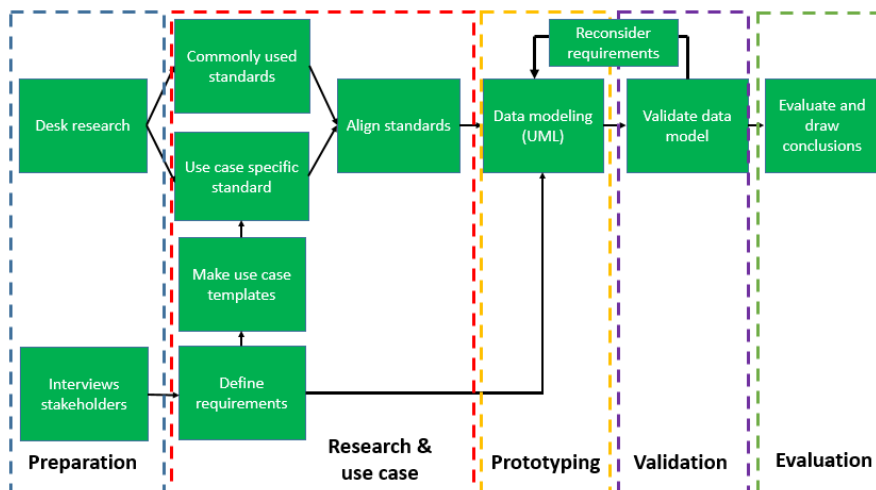 Reconsider
requirements
Commonly used
standards
Desk research
Align standards
Data modeling
(UML)
Validate data
model
Evaluate and
draw
conclusions
Use case specific
standard
Make use case
templates
Interviews
stakeholders
Define
requirements
Preparation
Research &
use case
Prototyping
Validation
Evaluation